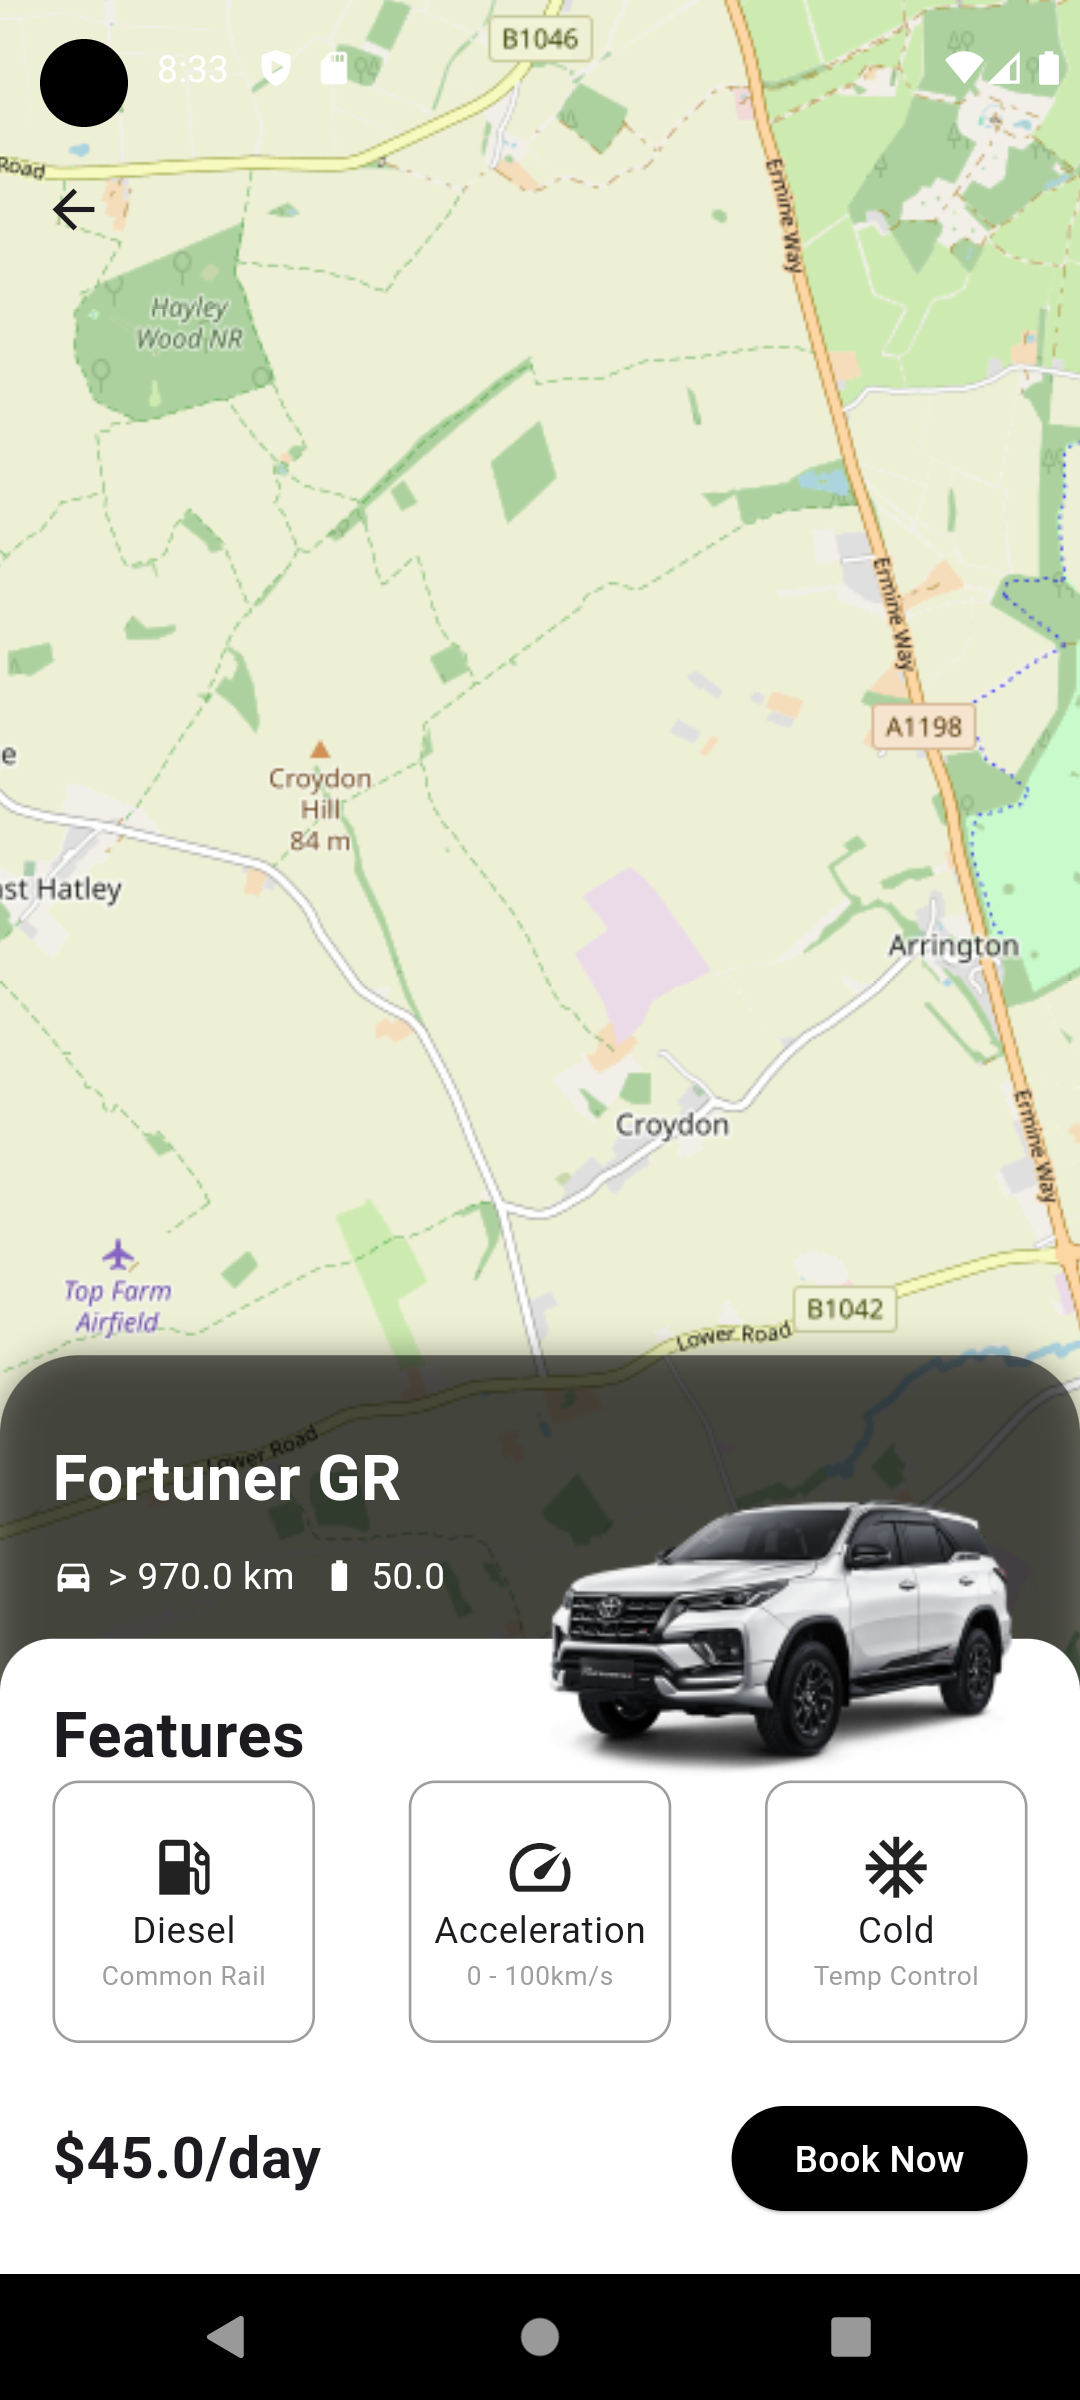 B1046
8:33
Road
Ermine Way
Hayley
Wood NR
Ermine Way
A1198
e
Croydon
Hill
84 m
ast Hatley
Arrington
Ermine Way
Croydon
Top Farm
Airfield
B1042
Lower Road
Lower Road
Fortuner GR
> 970.0 km 50.0
Features
Diesel
Common Rail
Acceleration
0 - 100km/s
Cold
Temp Control
$45.0/day
Book Now